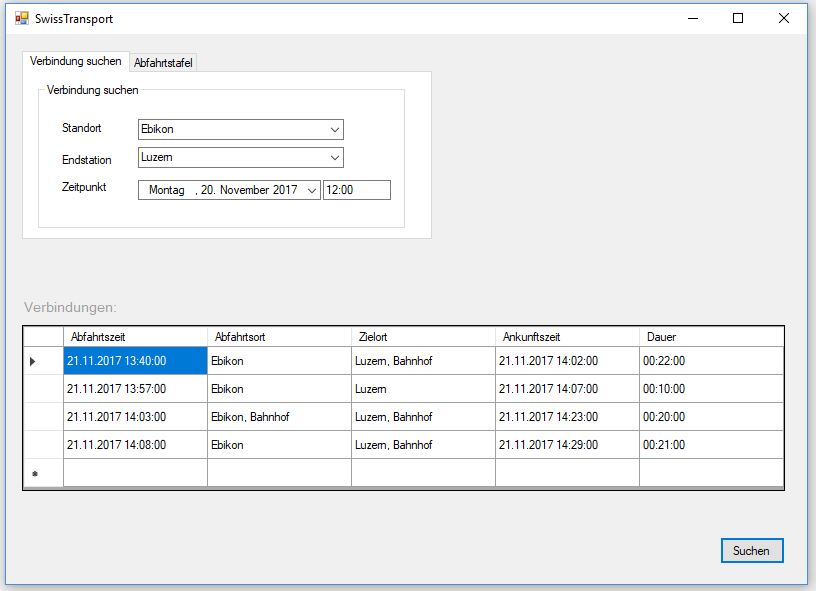 SwissTransport
Verbindung suchen Abfahrtstafel
Verbindung suchen
Standort Ebikon
Endstation Luzern
Zeitpunkt Montag , 20. November 2017 12:00
Verbindungen:
Abfahrtszeit Abfahrtsort Zielort Ankunftszeit Dauer
21.11.2017 13:40:00 Ebikon Luzern, Bahnhof 21.11.2017 14:02:00 00:22:00
21.11.2017 13:57:00 Ebikon Luzern 21.11.2017 14:07:00 00:10:00
21.11.2017 14:03:00 Ebikon, Bahnhof Luzern, Bahnhof 21.11.2017 14:23:00 00:20:00
21.11.2017 14:08:00 Ebikon Luzern, Bahnhof 21.11.2017 14:29:00 00:21:00
Suchen